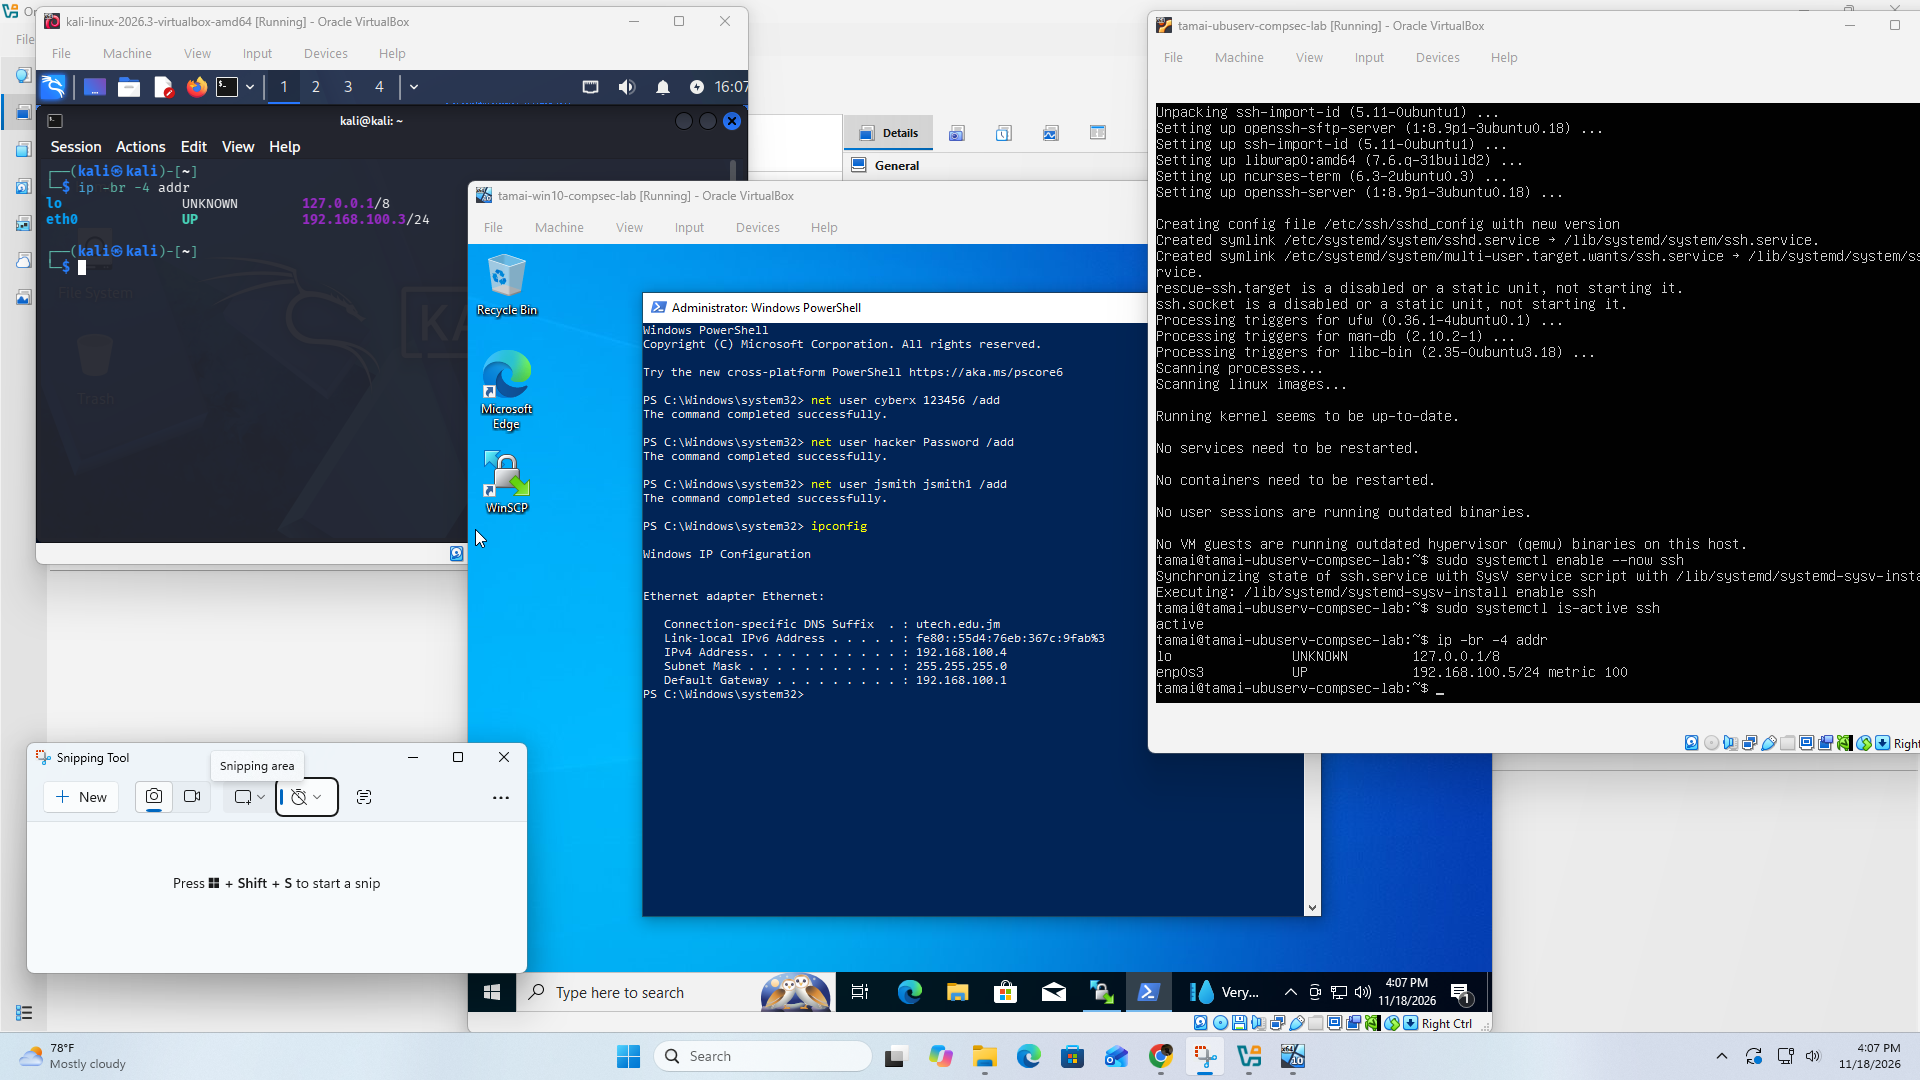 kali-linux-2026.3-virtualbox-amd64 [Running] - Oracle VirtualBox
File Machine View Input Devices Help
1 2 3 4 16:07
kali@kali: ~
Session Actions Edit View Help
┌──(kali㉿kali)-[~]
└─$ ip -br -4 addr
lo UNKNOWN 127.0.0.1/8
eth0 UP 192.168.100.3/24
┌──(kali㉿kali)-[~]
└─$
File System
Trash
File
Details
General
tamai-win10-compsec-lab [Running] - Oracle VirtualBox
File Machine View Input Devices Help
Recycle Bin
Microsoft
Edge
WinSCP
Administrator: Windows PowerShell
Windows PowerShell
Copyright (C) Microsoft Corporation. All rights reserved.
Try the new cross-platform PowerShell https://aka.ms/pscore6
PS C:\Windows\system32> net user cyberx 123456 /add
The command completed successfully.
PS C:\Windows\system32> net user hacker Password /add
The command completed successfully.
PS C:\Windows\system32> net user jsmith jsmith1 /add
The command completed successfully.
PS C:\Windows\system32> ipconfig
Windows IP Configuration
Ethernet adapter Ethernet:
Connection-specific DNS Suffix . : utech.edu.jm
Link-local IPv6 Address . . . . . : fe80::55d4:76eb:367c:9fab%3
IPv4 Address. . . . . . . . . . . : 192.168.100.4
Subnet Mask . . . . . . . . . . . : 255.255.255.0
Default Gateway . . . . . . . . . : 192.168.100.1
PS C:\Windows\system32>
Type here to search
Very...
4:07 PM
11/18/2026
1
Right Ctrl
tamai-ubuserv-compsec-lab [Running] - Oracle VirtualBox
File Machine View Input Devices Help
Unpacking ssh-import-id (5.11-0ubuntu1) ...
Setting up openssh-sftp-server (1:8.9p1-3ubuntu0.18) ...
Setting up ssh-import-id (5.11-0ubuntu1) ...
Setting up libwrap0:amd64 (7.6.q-31build2) ...
Setting up ncurses-term (6.3-2ubuntu0.3) ...
Setting up openssh-server (1:8.9p1-3ubuntu0.18) ...
Creating config file /etc/ssh/sshd_config with new version
Created symlink /etc/systemd/system/sshd.service → /lib/systemd/system/ssh.service.
Created symlink /etc/systemd/system/multi-user.target.wants/ssh.service → /lib/systemd/system/ss
rvice.
rescue-ssh.target is a disabled or a static unit, not starting it.
ssh.socket is a disabled or a static unit, not starting it.
Processing triggers for ufw (0.36.1-4ubuntu0.1) ...
Processing triggers for man-db (2.10.2-1) ...
Processing triggers for libc-bin (2.35-0ubuntu3.18) ...
Scanning processes...
Scanning linux images...
Running kernel seems to be up-to-date.
No services need to be restarted.
No containers need to be restarted.
No user sessions are running outdated binaries.
No VM guests are running outdated hypervisor (qemu) binaries on this host.
tamai@tamai-ubuserv-compsec-lab:~$ sudo systemctl enable --now ssh
Synchronizing state of ssh.service with SysV service script with /lib/systemd/systemd-sysv-insta
Executing: /lib/systemd/systemd-sysv-install enable ssh
tamai@tamai-ubuserv-compsec-lab:~$ sudo systemctl is-active ssh
active
tamai@tamai-ubuserv-compsec-lab:~$ ip -br -4 addr
lo UNKNOWN 127.0.0.1/8
enp0s3 UP 192.168.100.5/24 metric 100
tamai@tamai-ubuserv-compsec-lab:~$ _
Right
Snipping Tool
Snipping area
New
Press + Shift + S to start a snip
78°F
Mostly cloudy
Search
4:07 PM
11/18/2026